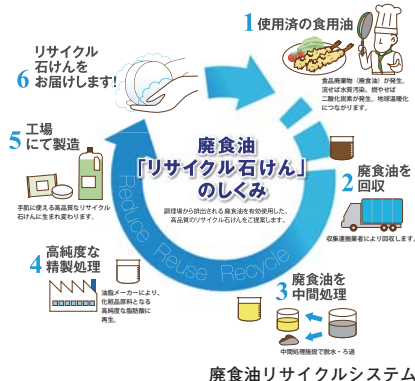 1 使用済の食用油
食品廃棄物（廃食油）が発生。
流せば水質汚染、燃やせば
二酸化炭素が発生。地球温暖化
につながります。
2 廃食油を
回収
収集運搬業者により回収します。
3 廃食油を
中間処理
中間処理施設で脱水・ろ過
4 高純度な
精製処理
油脂メーカーにより、
化粧品原料となる
高純度な脂肪酸に
再生。
5 工場
にて製造
手肌に使える高品質なリサイクル
石けんに生まれ変わります。
6 リサイクル
石けんを
お届けします!
廃食油
「リサイクル石けん」
のしくみ
調理場から排出される廃食油を有効使用した、
高品質のリサイクル石けんをご提案します。
Reduce Reuse Recycle
廃食油リサイクルシステム